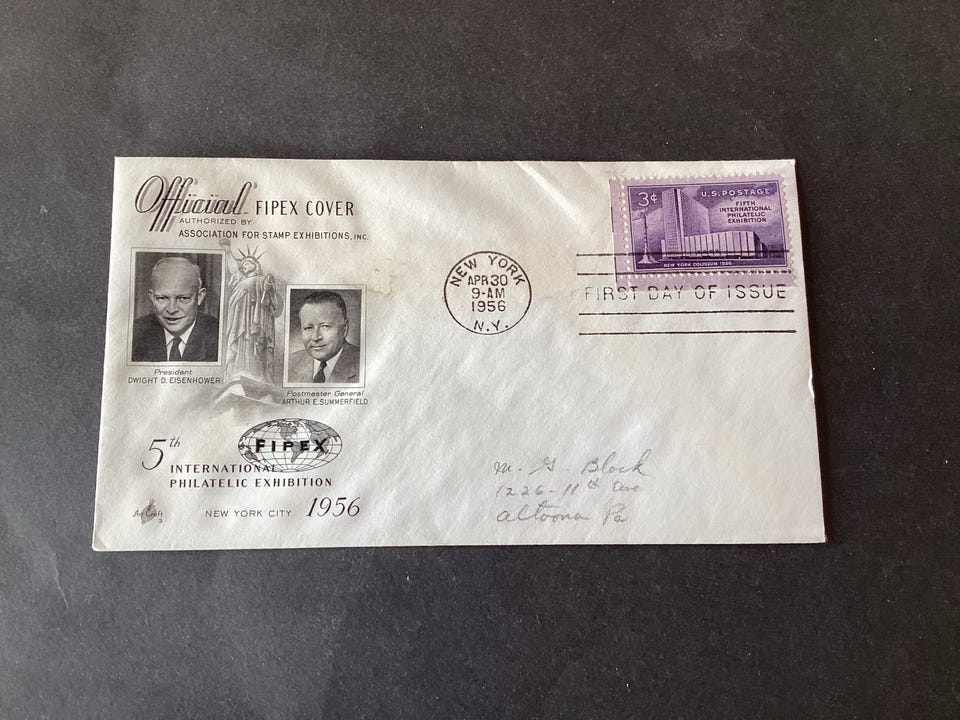 Official FIPEX COVER
AUTHORIZED BY
ASSOCIATION FOR STAMP EXHIBITIONS, INC.
President
DWIGHT D. EISENHOWER
Postmaster General
ARTHUR E. SUMMERFIELD
5th
FIPEX
INTERNATIONAL
PHILATELIC EXHIBITION
NEW YORK CITY 1956
Art Craft
NEW YORK
APR 30
9-AM
1956
N.Y.
3¢ U.S. POSTAGE
FIFTH
INTERNATIONAL
PHILATELIC
EXHIBITION
NEW YORK COLISEUM 1956
FIRST DAY OF ISSUE
M. G. Block
1226-11th Ave
Altoona Pa